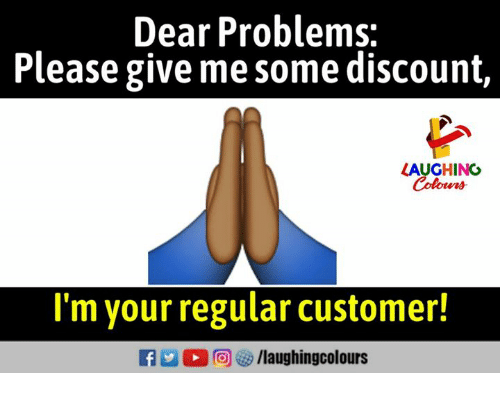 Dear Problems:
Please give me some discount,
LAUGHING
Colours
I'm your regular customer!
/laughingcolours